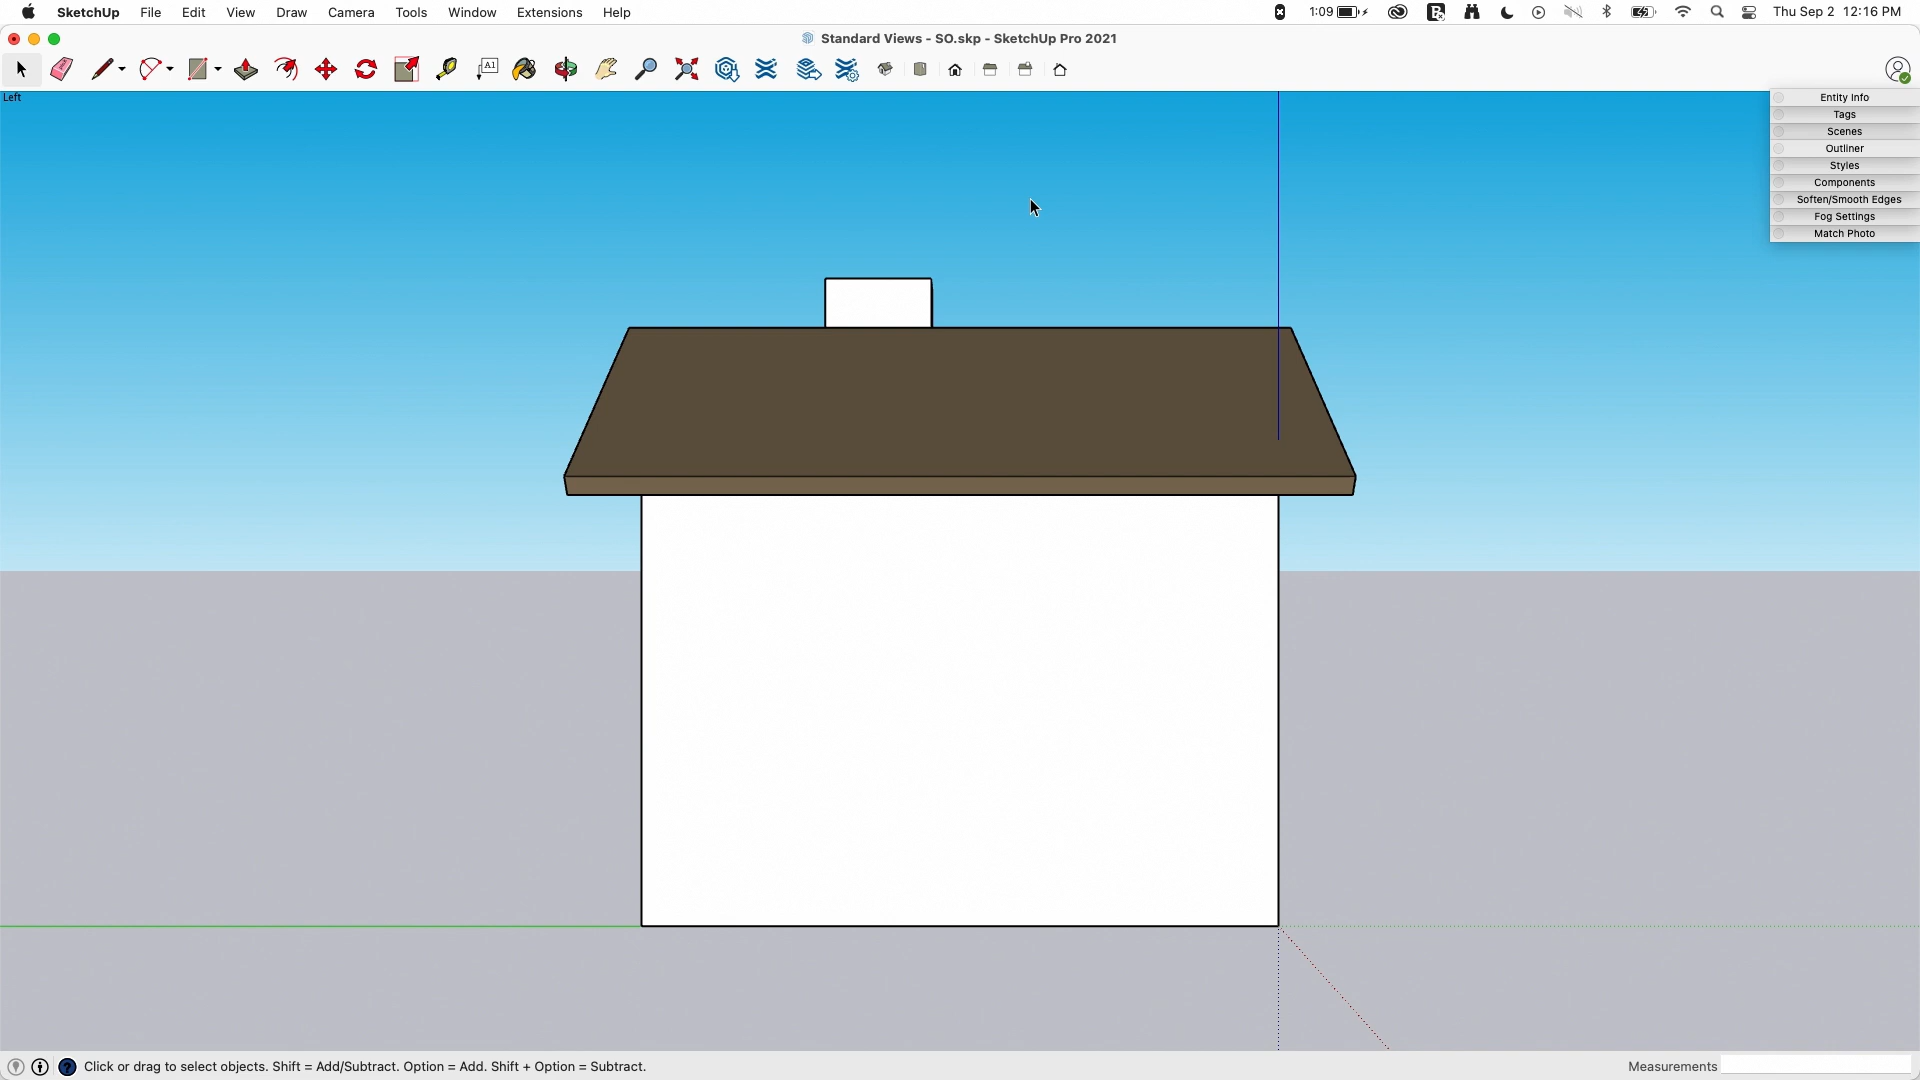 SketchUp File Edit View Draw Camera Tools Window Extensions Help 1:09 Thu Sep 2 12:16 PM
Standard Views - SO.skp - SketchUp Pro 2021
A1
Left
Entity Info
Tags
Scenes
Outliner
Styles
Components
Soften/Smooth Edges
Fog Settings
Match Photo
Click or drag to select objects. Shift = Add/Subtract. Option = Add. Shift + Option = Subtract. Measurements